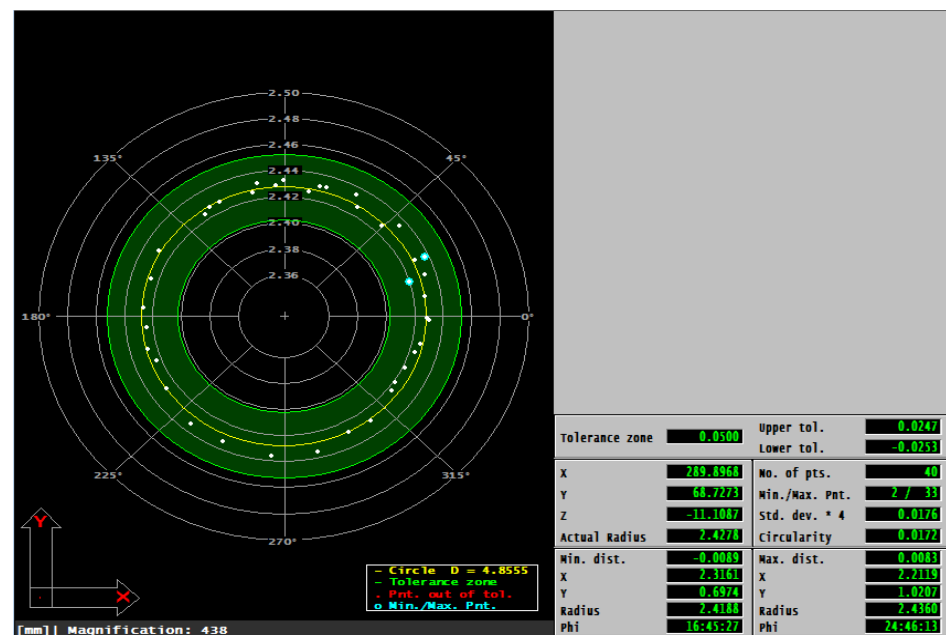 2.50
2.48
2.46
135°
45°
2.44
2.42
2.40
2.38
2.36
180°
0°
225°
315°
270°
Y
X
– Circle D = 4.8555
– Tolerance zone
. Pnt. out of tol.
o Min./Max. Pnt.
[mm]| Magnification: 438
Tolerance zone 0.0500
Upper tol. 0.0247
Lower tol. -0.0253
X 289.8968
Y 68.7273
Z -11.1087
Actual Radius 2.4278
No. of pts. 40
Min./Max. Pnt. 2 / 33
Std. dev. * 4 0.0176
Circularity 0.0172
Min. dist. -0.0089
X 2.3161
Y 0.6974
Radius 2.4188
Phi 16:45:27
Max. dist. 0.0083
X 2.2119
Y 1.0207
Radius 2.4360
Phi 24:46:13